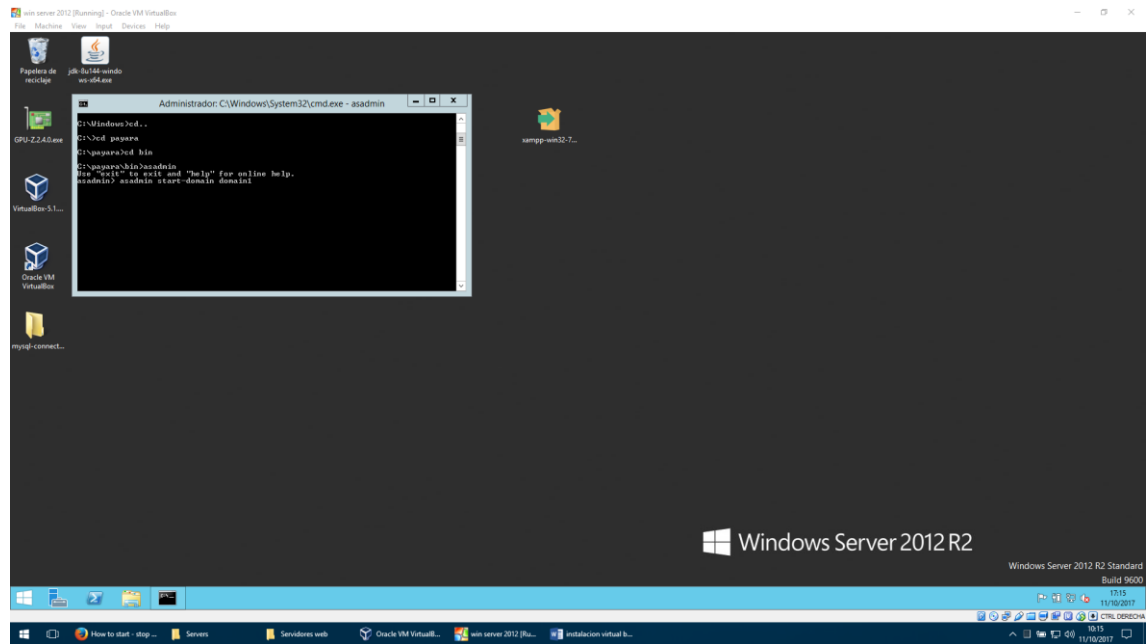 win server 2012 [Running] - Oracle VM VirtualBox
File Machine View Input Devices Help
Papelera de
reciclaje
jdk-8u144-windo
ws-x64.exe
Administrador: C:\Windows\System32\cmd.exe - asadmin
C:\Windows>cd..
C:\>cd payara
C:\payara>cd bin
C:\payara\bin>asadmin
Use "exit" to exit and "help" for online help.
asadmin> asadmin start-domain domain1
GPU-Z.2.4.0.exe
xampp-win32-7...
VirtualBox-5.1....
Oracle VM
VirtualBox
mysql-connect...
Windows Server 2012 R2
Windows Server 2012 R2 Standard
Build 9600
17:15
11/10/2017
CTRL DERECHA
How to start - stop ...
Servers
Servidores web
Oracle VM VirtualB...
win server 2012 [Ru...
instalacion virtual b...
10:15
11/10/2017